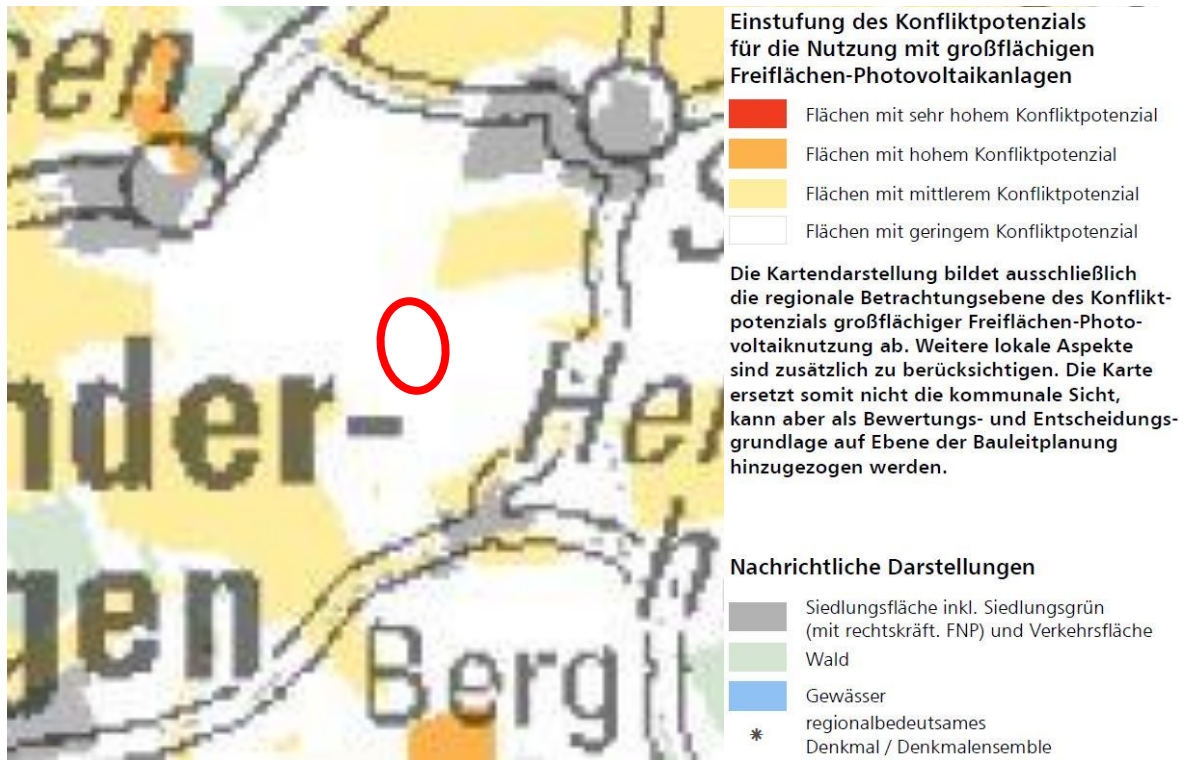 sen
S
nder-
Her
gen
h
Berg
Einstufung des Konfliktpotenzials
für die Nutzung mit großflächigen
Freiflächen-Photovoltaikanlagen
Flächen mit sehr hohem Konfliktpotenzial
Flächen mit hohem Konfliktpotenzial
Flächen mit mittlerem Konfliktpotenzial
Flächen mit geringem Konfliktpotenzial
Die Kartendarstellung bildet ausschließlich
die regionale Betrachtungsebene des Konflikt-
potenzials großflächiger Freiflächen-Photo-
voltaiknutzung ab. Weitere lokale Aspekte
sind zusätzlich zu berücksichtigen. Die Karte
ersetzt somit nicht die kommunale Sicht,
kann aber als Bewertungs- und Entscheidungs-
grundlage auf Ebene der Bauleitplanung
hinzugezogen werden.
Nachrichtliche Darstellungen
Siedlungsfläche inkl. Siedlungsgrün
(mit rechtskräft. FNP) und Verkehrsfläche
Wald
Gewässer
regionalbedeutsames
Denkmal / Denkmalensemble